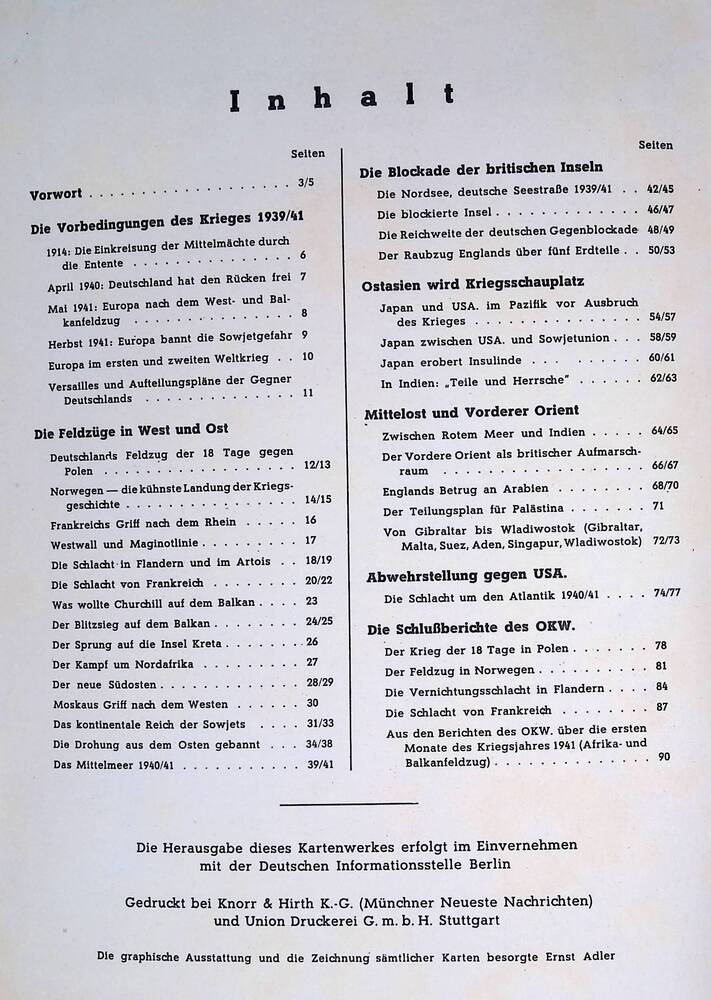 Inhalt
Seiten
Vorwort . . . . . . . . . . . . . . . . . . . 3/5
Die Vorbedingungen des Krieges 1939/41
1914: Die Einkreisung der Mittelmächte durch
die Entente . . . . . . . . . . . . . . . 6
April 1940: Deutschland hat den Rücken frei 7
Mai 1941: Europa nach dem West- und Bal-
kanfeldzug . . . . . . . . . . . . . . . 8
Herbst 1941: Europa bannt die Sowjetgefahr 9
Europa im ersten und zweiten Weltkrieg . . 10
Versailles und Aufteilungspläne der Gegner
Deutschlands . . . . . . . . . . . . . . 11
Die Feldzüge in West und Ost
Deutschlands Feldzug der 18 Tage gegen
Polen . . . . . . . . . . . . . . . . . . 12/13
Norwegen — die kühnste Landung der Kriegs-
geschichte . . . . . . . . . . . . . . . . 14/15
Frankreichs Griff nach dem Rhein . . . . . 16
Westwall und Maginotlinie . . . . . . . . . 17
Die Schlacht in Flandern und im Artois . . 18/19
Die Schlacht von Frankreich . . . . . . . . 20/22
Was wollte Churchill auf dem Balkan . . . . 23
Der Blitzsieg auf dem Balkan . . . . . . . . 24/25
Der Sprung auf die Insel Kreta . . . . . . . 26
Der Kampf um Nordafrika . . . . . . . . . 27
Der neue Südosten . . . . . . . . . . . . . 28/29
Moskaus Griff nach dem Westen . . . . . . 30
Das kontinentale Reich der Sowjets . . . . 31/33
Die Drohung aus dem Osten gebannt . . . 34/38
Das Mittelmeer 1940/41 . . . . . . . . . . . 39/41
Seiten
Die Blockade der britischen Inseln
Die Nordsee, deutsche Seestraße 1939/41 . . 42/45
Die blockierte Insel . . . . . . . . . . . . . 46/47
Die Reichweite der deutschen Gegenblockade 48/49
Der Raubzug Englands über fünf Erdteile . . 50/53
Ostasien wird Kriegsschauplatz
Japan und USA. im Pazifik vor Ausbruch
des Krieges . . . . . . . . . . . . . . . 54/57
Japan zwischen USA. und Sowjetunion . . . 58/59
Japan erobert Insulinde . . . . . . . . . 60/61
In Indien: „Teile und Herrsche“ . . . . . . 62/63
Mittelost und Vorderer Orient
Zwischen Rotem Meer und Indien . . . . . 64/65
Der Vordere Orient als britischer Aufmarsch-
raum . . . . . . . . . . . . . . . . . . 66/67
Englands Betrug an Arabien . . . . . . . . 68/70
Der Teilungsplan für Palästina . . . . . . . 71
Von Gibraltar bis Wladiwostok (Gibraltar,
Malta, Suez, Aden, Singapur, Wladiwostok) 72/73
Abwehrstellung gegen USA.
Die Schlacht um den Atlantik 1940/41 . . . . 74/77
Die Schlußberichte des OKW.
Der Krieg der 18 Tage in Polen . . . . . . . 78
Der Feldzug in Norwegen . . . . . . . . . . 81
Die Vernichtungsschlacht in Flandern . . . . 84
Die Schlacht von Frankreich . . . . . . . . 87
Aus den Berichten des OKW. über die ersten
Monate des Kriegsjahres 1941 (Afrika- und
Balkanfeldzug) . . . . . . . . . . . . . . 90
Die Herausgabe dieses Kartenwerkes erfolgt im Einvernehmen
mit der Deutschen Informationsstelle Berlin
Gedruckt bei Knorr & Hirth K.-G. (Münchner Neueste Nachrichten)
und Union Druckerei G. m. b. H. Stuttgart
Die graphische Ausstattung und die Zeichnung sämtlicher Karten besorgte Ernst Adler